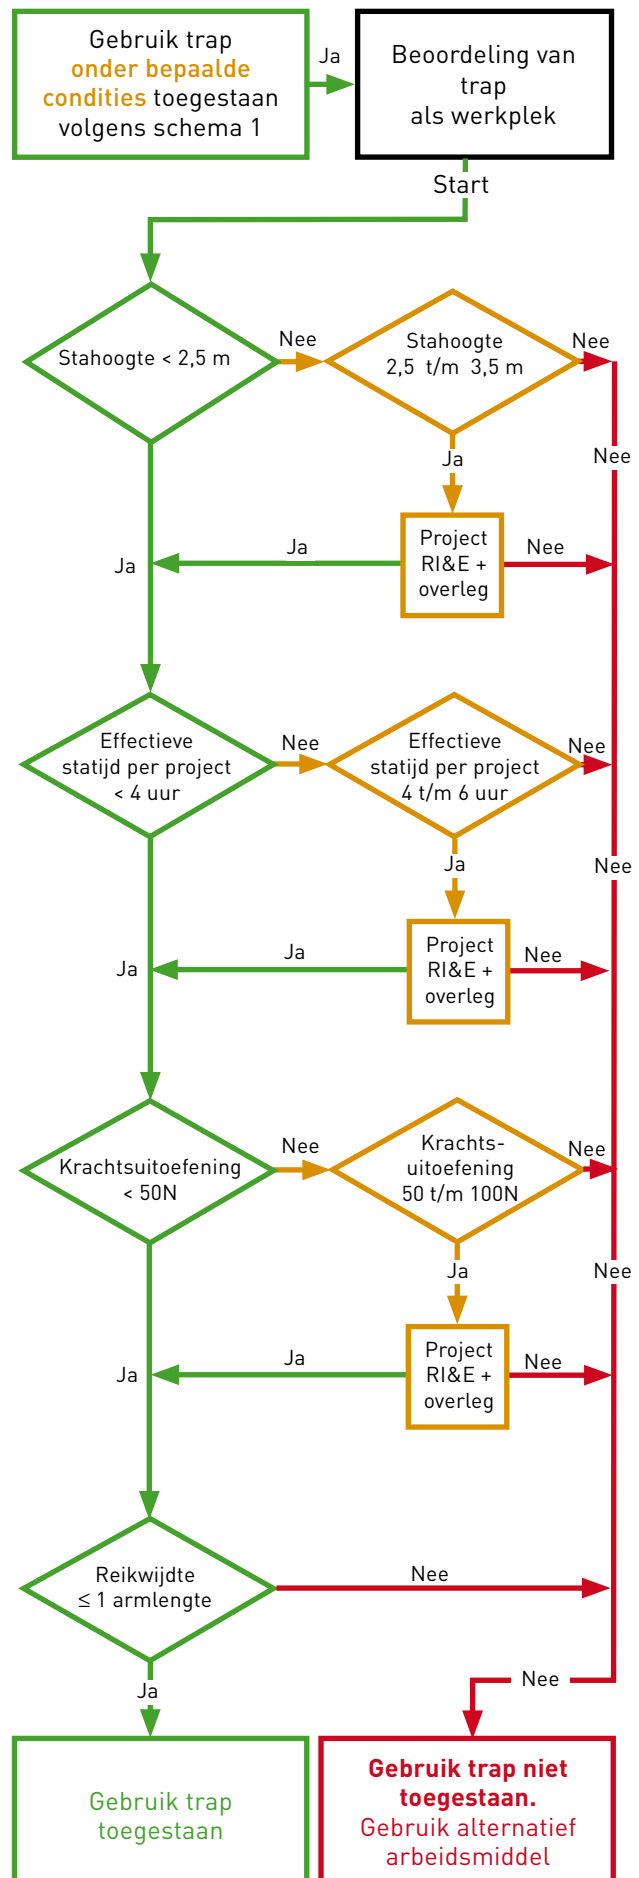 Gebruik trap
onder bepaalde
condities toegestaan
volgens schema 1
Ja
Beoordeling van
trap
als werkplek
Start
Stahoogte < 2,5 m
Nee
Stahoogte
2,5 t/m 3,5 m
Nee
Nee
Ja
Project
RI&E +
overleg
Ja
Nee
Ja
Effectieve
statijd per project
< 4 uur
Nee
Effectieve
statijd per project
4 t/m 6 uur
Nee
Nee
Ja
Project
RI&E +
overleg
Ja
Nee
Ja
Krachtsuitoefening
< 50N
Nee
Krachts-
uitoefening
50 t/m 100N
Nee
Nee
Ja
Project
RI&E +
overleg
Ja
Nee
Ja
Reikwijdte
≤ 1 armlengte
Nee
Nee
Ja
Gebruik trap
toegestaan
Gebruik trap niet
toegestaan.
Gebruik alternatief
arbeidsmiddel